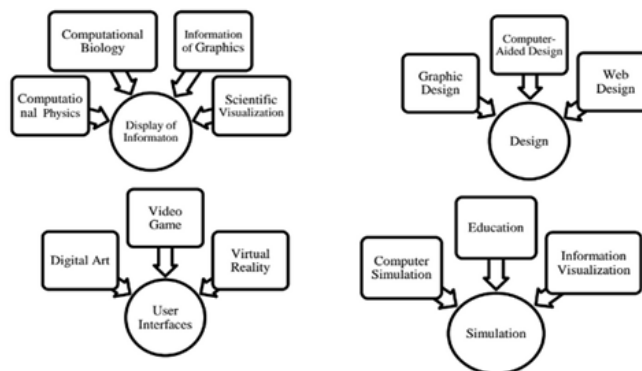 Computational
Biology
Information
of Graphics
Computatio
nal Physics
Scientific
Visualization
Display of
Informaton
Computer-
Aided Design
Graphic
Design
Web
Design
Design
Video
Game
Digital Art
Virtual
Reality
User
Interfaces
Education
Computer
Simulation
Information
Visualization
Simulation